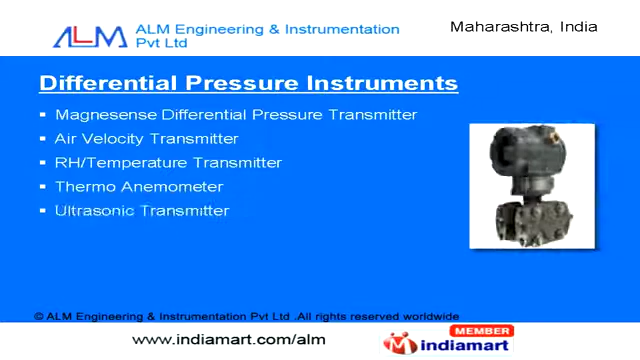 ALM
ALM Engineering & Instrumentation
Pvt Ltd
Maharashtra, India
Differential Pressure Instruments
Magnesense Differential Pressure Transmitter
Air Velocity Transmitter
RH/Temperature Transmitter
Thermo Anemometer
Ultrasonic Transmitter
© ALM Engineering & Instrumentation Pvt Ltd .All rights reserved worldwide
www.indiamart.com/alm
MEMBER
indiamart